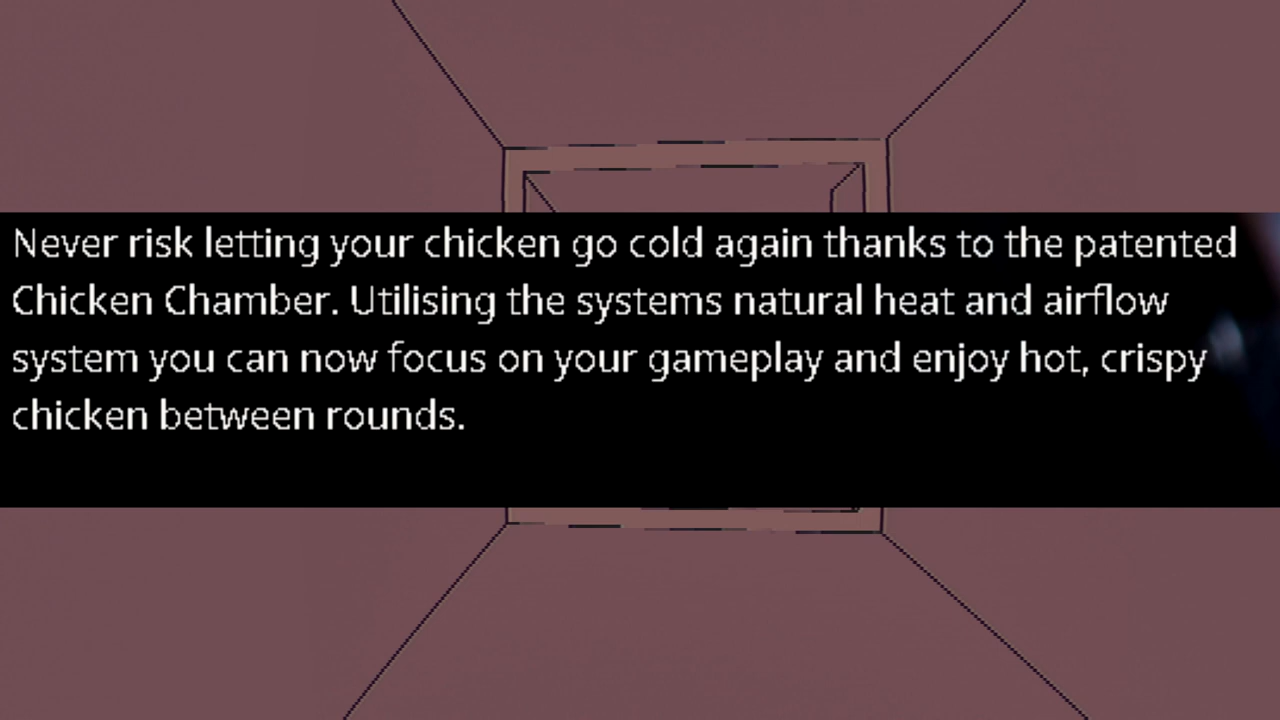 Never risk letting your chicken go cold again thanks to the patented
Chicken Chamber. Utilising the systems natural heat and airflow
system you can now focus on your gameplay and enjoy hot, crispy
chicken between rounds.